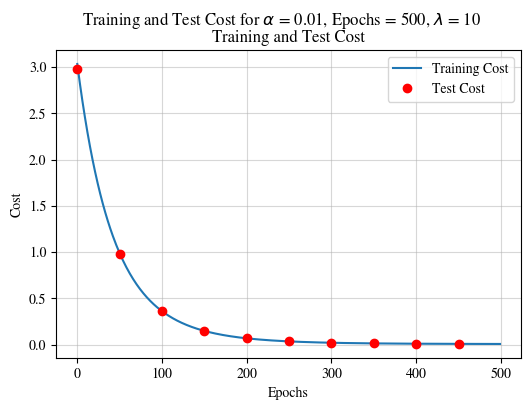 Training and Test Cost for α = 0.01, Epochs = 500, λ = 10
Training and Test Cost
Training Cost
Test Cost
3.0
2.5
2.0
1.5
1.0
0.5
0.0
Cost
0 100 200 300 400 500
Epochs